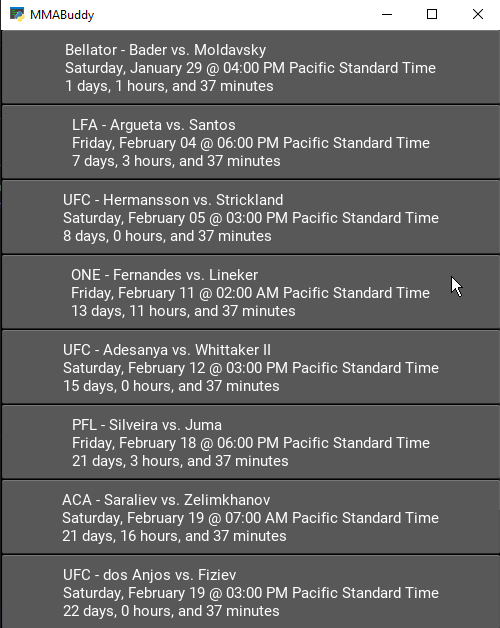 MMABuddy
Bellator - Bader vs. Moldavsky
Saturday, January 29 @ 04:00 PM Pacific Standard Time
1 days, 1 hours, and 37 minutes
LFA - Argueta vs. Santos
Friday, February 04 @ 06:00 PM Pacific Standard Time
7 days, 3 hours, and 37 minutes
UFC - Hermansson vs. Strickland
Saturday, February 05 @ 03:00 PM Pacific Standard Time
8 days, 0 hours, and 37 minutes
ONE - Fernandes vs. Lineker
Friday, February 11 @ 02:00 AM Pacific Standard Time
13 days, 11 hours, and 37 minutes
UFC - Adesanya vs. Whittaker II
Saturday, February 12 @ 03:00 PM Pacific Standard Time
15 days, 0 hours, and 37 minutes
PFL - Silveira vs. Juma
Friday, February 18 @ 06:00 PM Pacific Standard Time
21 days, 3 hours, and 37 minutes
ACA - Saraliev vs. Zelimkhanov
Saturday, February 19 @ 07:00 AM Pacific Standard Time
21 days, 16 hours, and 37 minutes
UFC - dos Anjos vs. Fiziev
Saturday, February 19 @ 03:00 PM Pacific Standard Time
22 days, 0 hours, and 37 minutes